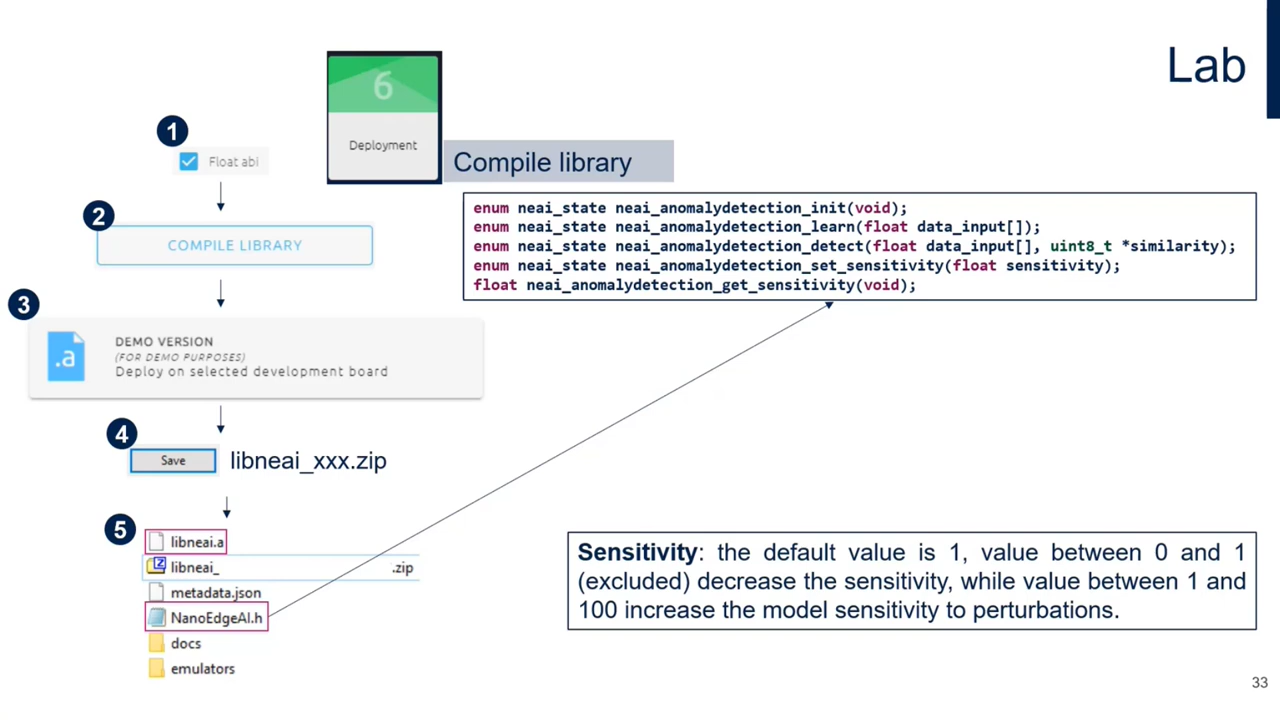 Lab
6
Deployment
Compile library
1
Float abi
2
COMPILE LIBRARY
3
.a
DEMO VERSION
(FOR DEMO PURPOSES)
Deploy on selected development board
4
Save
libneai_xxx.zip
5
libneai.a
libneai_ .zip
metadata.json
NanoEdgeAI.h
docs
emulators
enum neai_state neai_anomalydetection_init(void);
enum neai_state neai_anomalydetection_learn(float data_input[]);
enum neai_state neai_anomalydetection_detect(float data_input[], uint8_t *similarity);
enum neai_state neai_anomalydetection_set_sensitivity(float sensitivity);
float neai_anomalydetection_get_sensitivity(void);
Sensitivity: the default value is 1, value between 0 and 1
(excluded) decrease the sensitivity, while value between 1 and
100 increase the model sensitivity to perturbations.
33